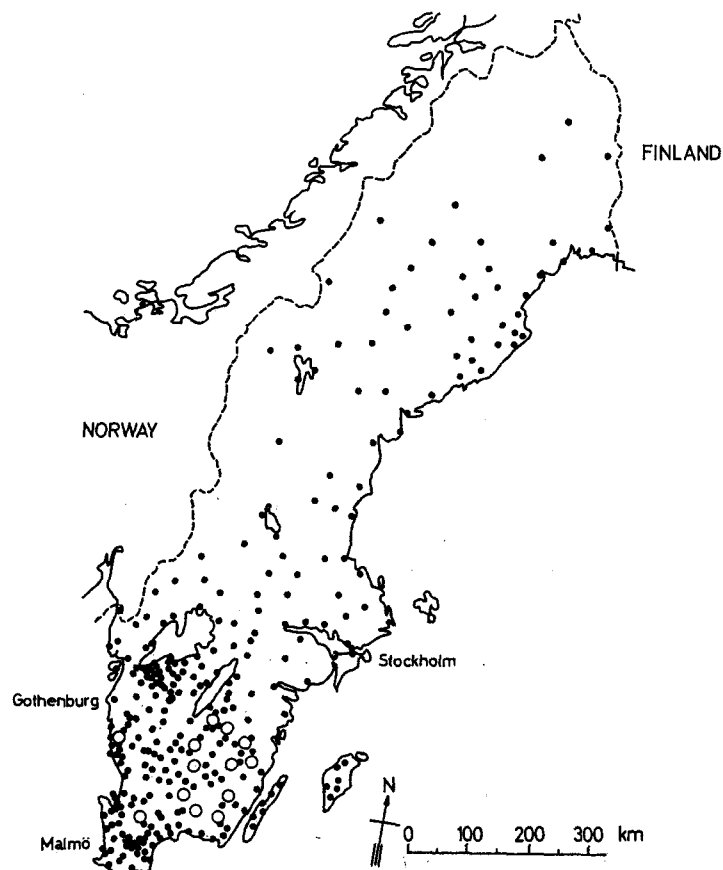 FINLAND
NORWAY
Stockholm
Gothenburg
N
Malmö
0 100 200 300 km